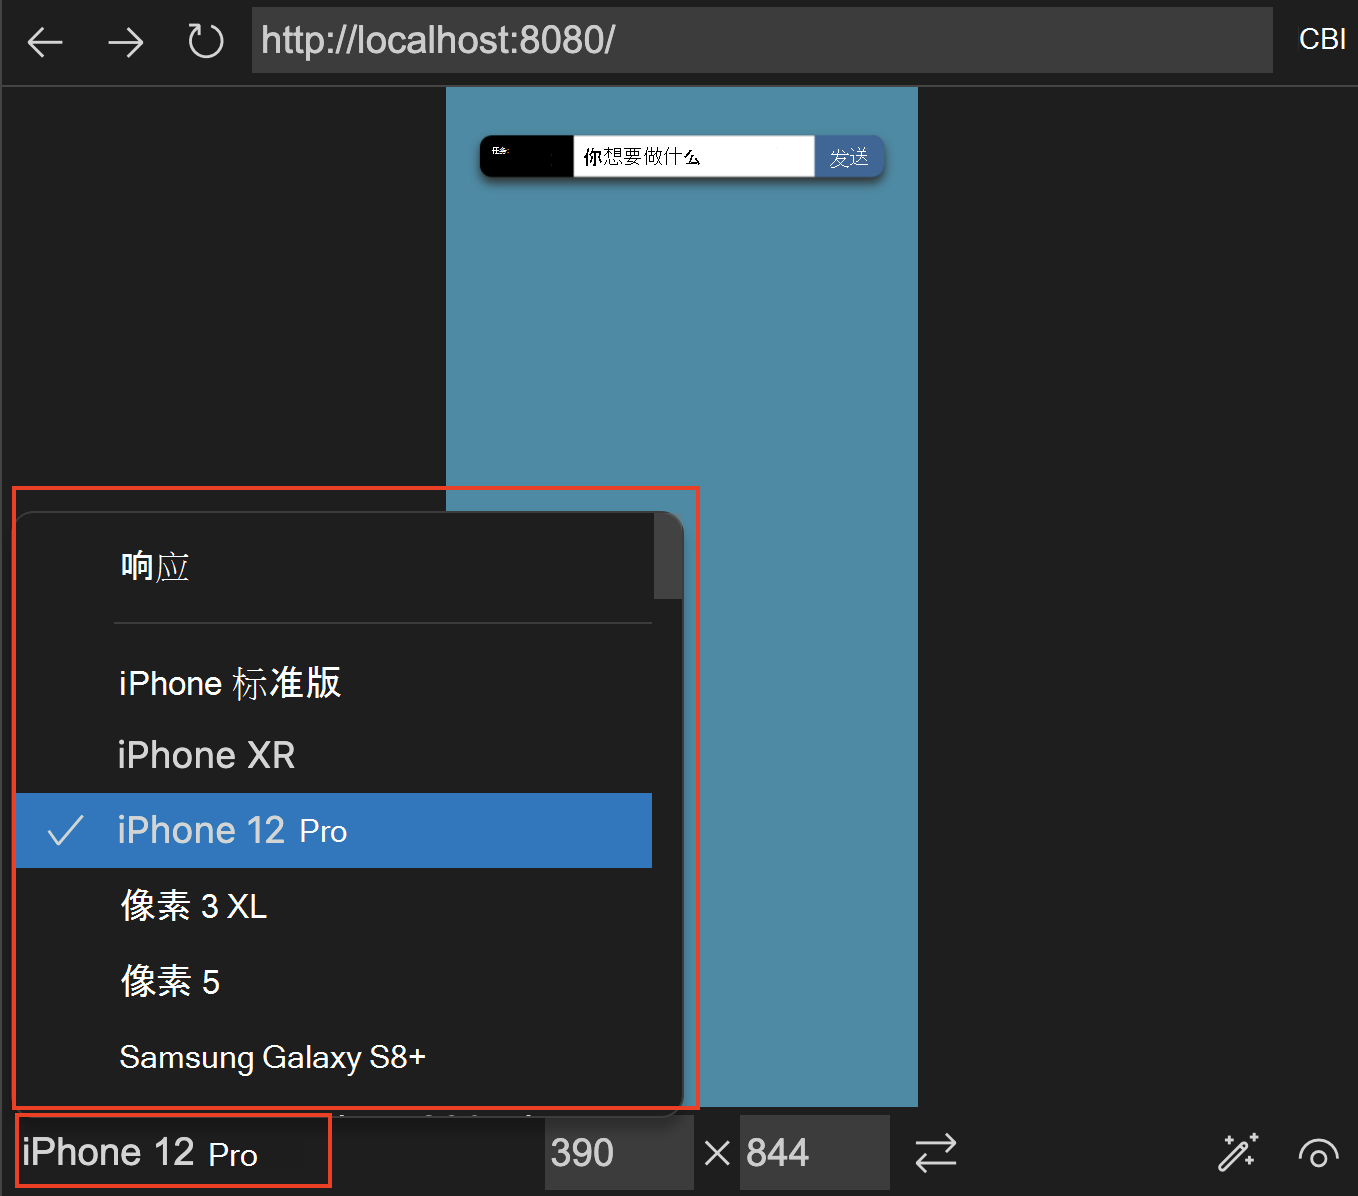 http://localhost:8080/
CBI
任务:
你想要做什么
发送
响应
iPhone 标准版
iPhone XR
iPhone 12 Pro
像素 3 XL
像素 5
Samsung Galaxy S8+
iPhone 12 Pro
390
844